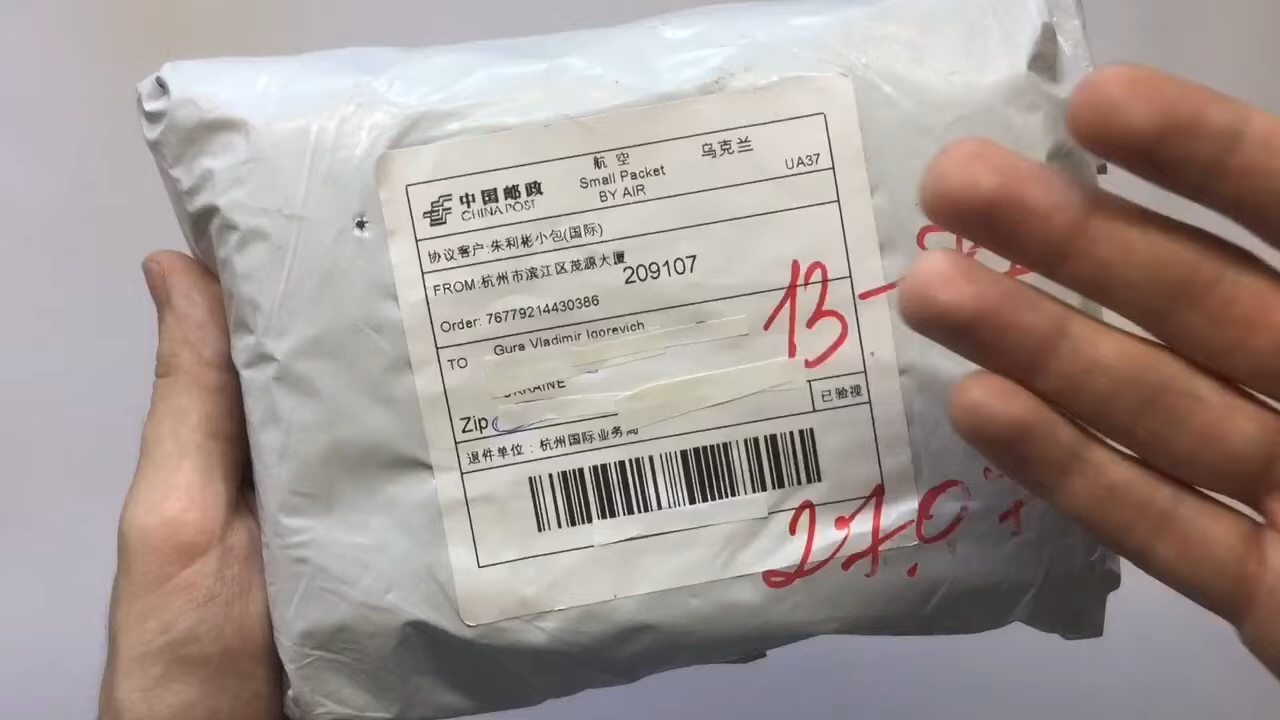 中国邮政
CHINA POST
航 空
Small Packet
BY AIR
乌克兰
UA37
协议客户:朱利彬小包(国际)
FROM:杭州市滨江区茂源大厦
209107
Order: 76779214430386
TO Gura Vladimir Igorevich
UKRAINE
Zip
已验视
退件单位：杭州国际业务局
13-
27.0